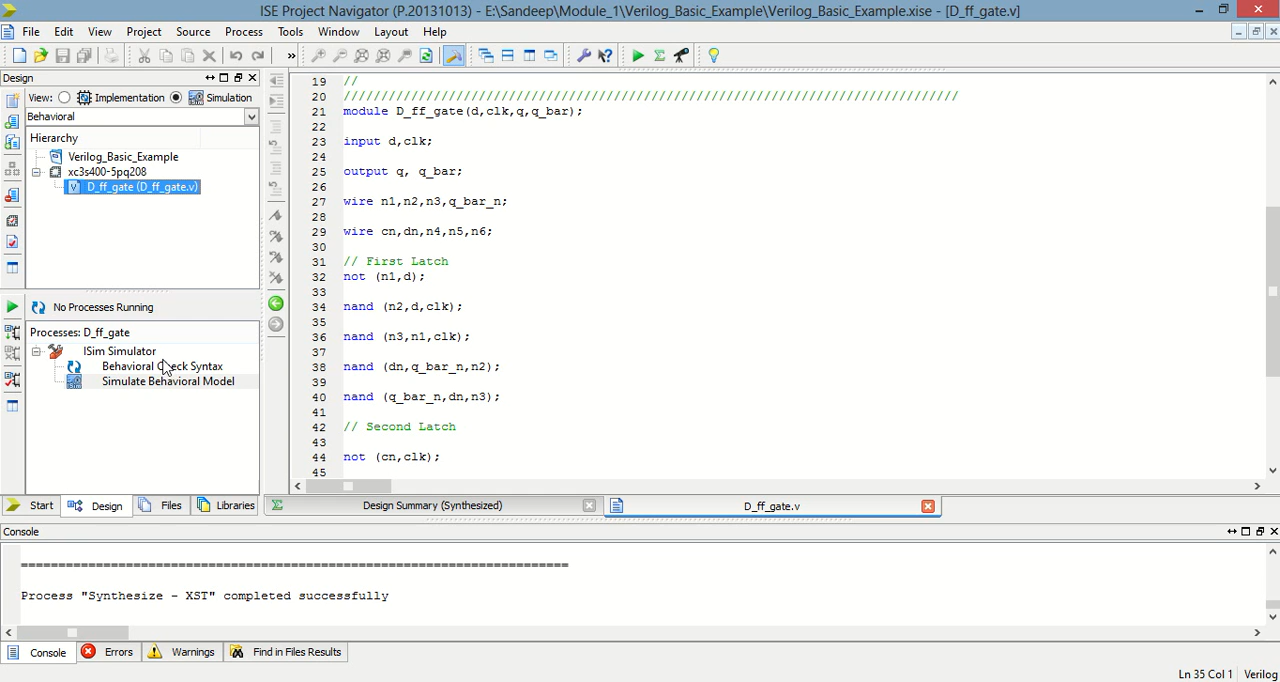 ISE Project Navigator (P.20131013) - E:\Sandeep\Module_1\Verilog_Basic_Example\Verilog_Basic_Example.xise - [D_ff_gate.v]
File Edit View Project Source Process Tools Window Layout Help
Design
View: Implementation Simulation
Behavioral
Hierarchy
Verilog_Basic_Example
xc3s400-5pq208
D_ff_gate (D_ff_gate.v)
No Processes Running
Processes: D_ff_gate
ISim Simulator
Behavioral Check Syntax
Simulate Behavioral Model
Start Design Files Libraries
19 //
20 //////////////////////////////////////////////////////////////////////////////////
21 module D_ff_gate(d,clk,q,q_bar);
22
23 input d,clk;
24
25 output q, q_bar;
26
27 wire n1,n2,n3,q_bar_n;
28
29 wire cn,dn,n4,n5,n6;
30
31 // First Latch
32 not (n1,d);
33
34 nand (n2,d,clk);
35
36 nand (n3,n1,clk);
37
38 nand (dn,q_bar_n,n2);
39
40 nand (q_bar_n,dn,n3);
41
42 // Second Latch
43
44 not (cn,clk);
45
Design Summary (Synthesized) D_ff_gate.v
Console
=========================================================================
Process "Synthesize - XST" completed successfully
Console Errors Warnings Find in Files Results
Ln 35 Col 1 Verilog